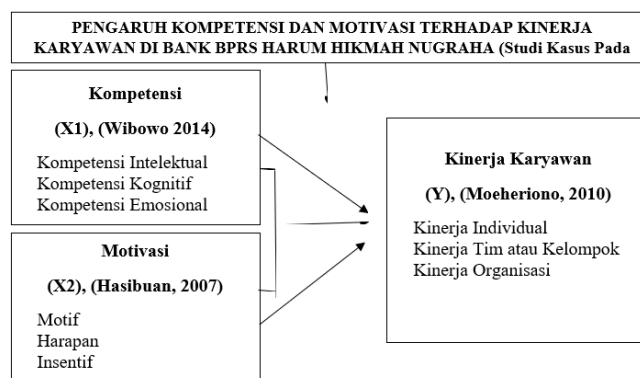 PENGARUH KOMPETENSI DAN MOTIVASI TERHADAP KINERJA
KARYAWAN DI BANK BPRS HARUM HIKMAH NUGRAHA (Studi Kasus Pada
Kompetensi
(X1), (Wibowo 2014)
Kompetensi Intelektual
Kompetensi Kognitif
Kompetensi Emosional
Motivasi
(X2), (Hasibuan, 2007)
Motif
Harapan
Insentif
Kinerja Karyawan
(Y), (Moeheriono, 2010)
Kinerja Individual
Kinerja Tim atau Kelompok
Kinerja Organisasi